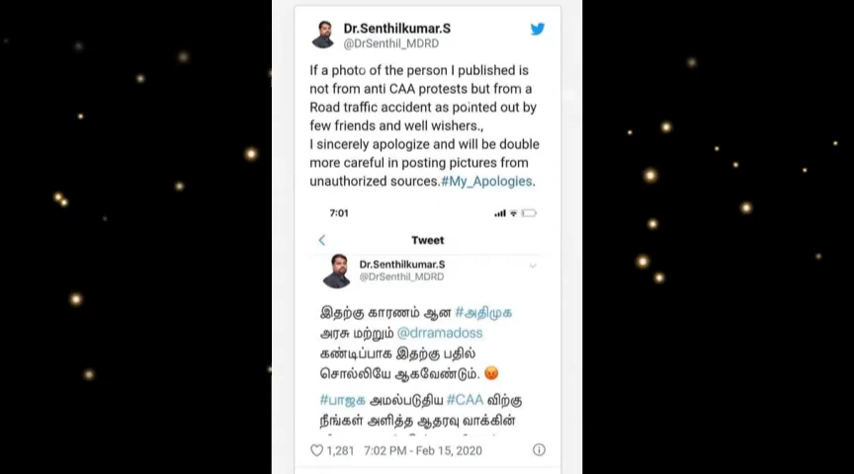 Dr.Senthilkumar.S
@DrSenthil_MDRD
If a photo of the person I published is
not from anti CAA protests but from a
Road traffic accident as pointed out by
few friends and well wishers.,
I sincerely apologize and will be double
more careful in posting pictures from
unauthorized sources.#My_Apologies.
7:01
Tweet
Dr.Senthilkumar.S
@DrSenthil_MDRD
இதற்கு காரணம் ஆன #அதிமுக
அரசு மற்றும் @drramadoss
கண்டிப்பாக இதற்கு பதில்
சொல்லியே ஆகவேண்டும். 😡
#பாஜக அமல்படுத்திய #CAA விற்கு
நீங்கள் அளித்த ஆதரவு வாக்கின்
1,281 7:02 PM - Feb 15, 2020